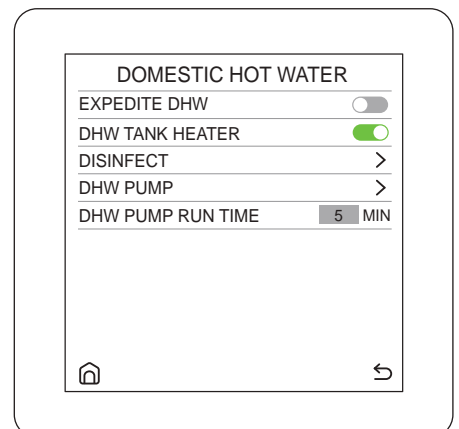 DOMESTIC HOT WATER
EXPEDITE DHW
DHW TANK HEATER
DISINFECT
DHW PUMP
DHW PUMP RUN TIME 5 MIN